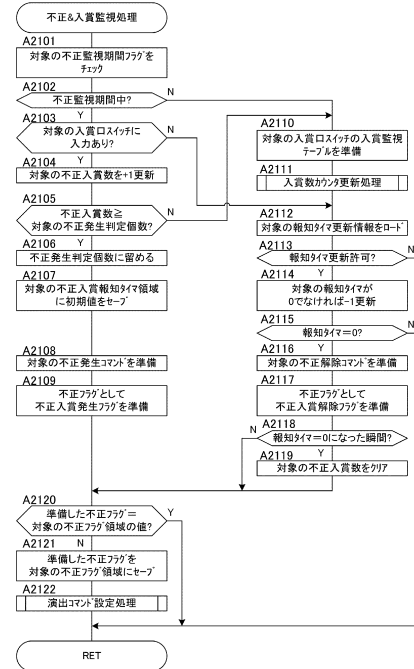 不正&入賞監視処理
A2101
対象の不正監視期間フラグを
チェック
A2102
不正監視期間中?
N
Y
A2103
対象の入賞口スイッチに
入力あり?
N
Y
A2104
対象の不正入賞数を+1更新
A2105
不正入賞数≧
対象の不正発生判定個数?
N
Y
A2106
不正発生判定個数に留める
A2107
対象の不正入賞報知タイマ領域
に初期値をセーブ
A2108
対象の不正発生コマンドを準備
A2109
不正フラグとして
不正入賞発生フラグを準備
A2110
対象の入賞口スイッチの入賞監視
テーブルを準備
A2111
入賞数カウンタ更新処理
A2112
対象の報知タイマ更新情報をロード
A2113
報知タイマ更新許可?
N
Y
A2114
対象の報知タイマが
0でなければ-1更新
A2115
報知タイマ=0?
N
Y
A2116
対象の不正解除コマンドを準備
A2117
不正フラグとして
不正入賞解除フラグを準備
A2118
報知タイマ=0になった瞬間?
N
Y
A2119
対象の不正入賞数をクリア
A2120
準備した不正フラグ=
対象の不正フラグ領域の値?
Y
N
A2121
準備した不正フラグを
対象の不正フラグ領域にセーブ
A2122
演出コマンド設定処理
RET